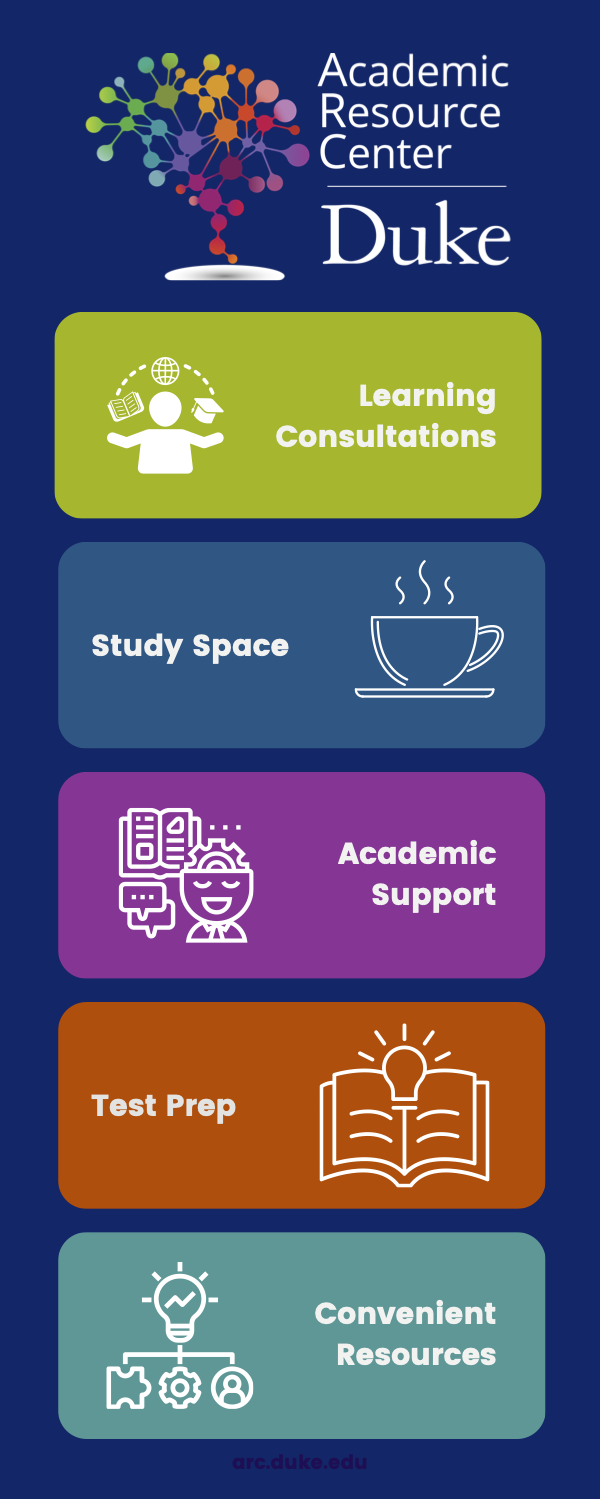 Academic
Resource
Center
Duke
Learning
Consultations
Study Space
Academic
Support
Test Prep
Convenient
Resources
arc.duke.edu